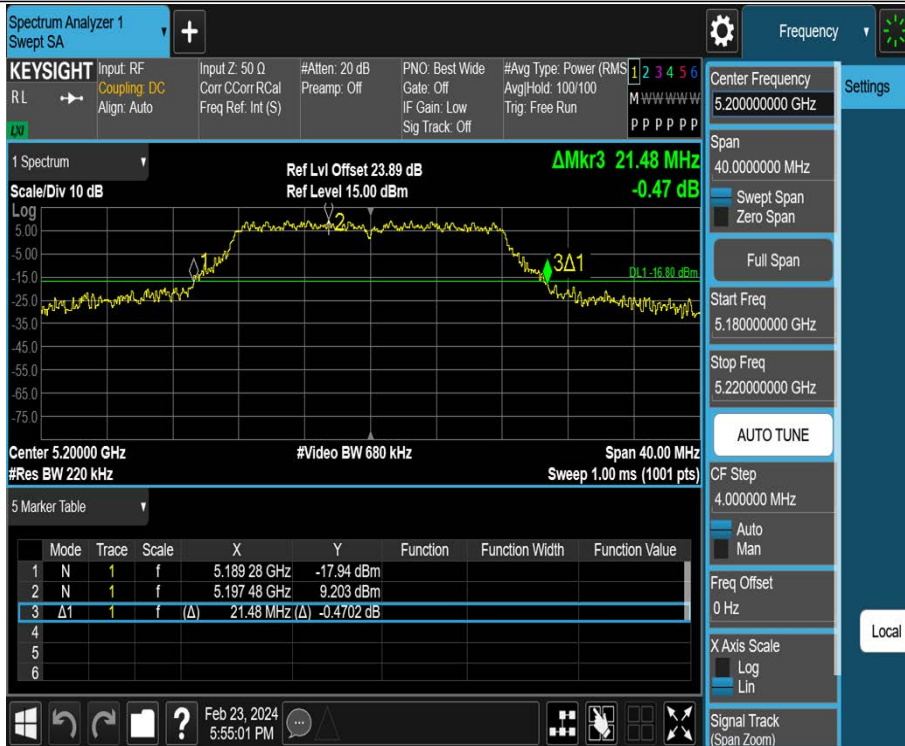 Spectrum Analyzer 1
Swept SA
+
Frequency
KEYSIGHT
RL
LXI
Input: RF
Coupling: DC
Align: Auto
Input Z: 50 Ω
Corr CCorr RCal
Freq Ref: Int (S)
#Atten: 20 dB
Preamp: Off
PNO: Best Wide
Gate: Off
IF Gain: Low
Sig Track: Off
#Avg Type: Power (RMS
Avg|Hold: 100/100
Trig: Free Run
1 2 3 4 5 6
M W W W W W
P P P P P P
1 Spectrum
Scale/Div 10 dB
Ref Lvl Offset 23.89 dB
Ref Level 15.00 dBm
ΔMkr3 21.48 MHz
-0.47 dB
Log
5.00
-5.00
-15.0
-25.0
-35.0
-45.0
-55.0
-65.0
-75.0
1
2
3Δ1
DL1 -16.80 dBm
Center 5.20000 GHz
#Res BW 220 kHz
#Video BW 680 kHz
Span 40.00 MHz
Sweep 1.00 ms (1001 pts)
5 Marker Table
Mode Trace Scale X Y Function Function Width Function Value
1 N 1 f 5.189 28 GHz -17.94 dBm
2 N 1 f 5.197 48 GHz 9.203 dBm
3 Δ1 1 f (Δ) 21.48 MHz (Δ) -0.4702 dB
4
5
6
?
Feb 23, 2024
5:55:01 PM
Center Frequency
5.200000000 GHz
Span
40.0000000 MHz
Swept Span
Zero Span
Full Span
Start Freq
5.180000000 GHz
Stop Freq
5.220000000 GHz
AUTO TUNE
CF Step
4.000000 MHz
Auto
Man
Freq Offset
0 Hz
X Axis Scale
Log
Lin
Signal Track
(Span Zoom)
Settings
Local